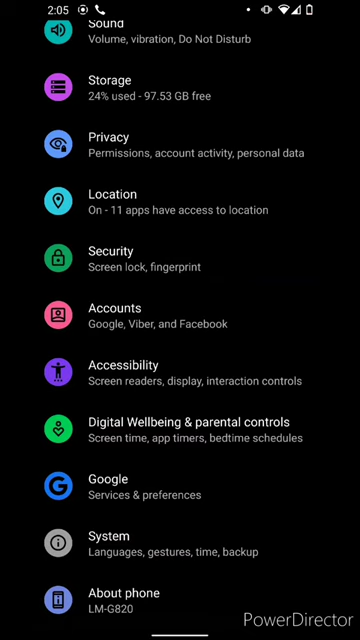 2:05
Sound
Volume, vibration, Do Not Disturb
Storage
24% used - 97.53 GB free
Privacy
Permissions, account activity, personal data
Location
On - 11 apps have access to location
Security
Screen lock, fingerprint
Accounts
Google, Viber, and Facebook
Accessibility
Screen readers, display, interaction controls
Digital Wellbeing & parental controls
Screen time, app timers, bedtime schedules
Google
Services & preferences
System
Languages, gestures, time, backup
About phone
LM-G820
PowerDirector